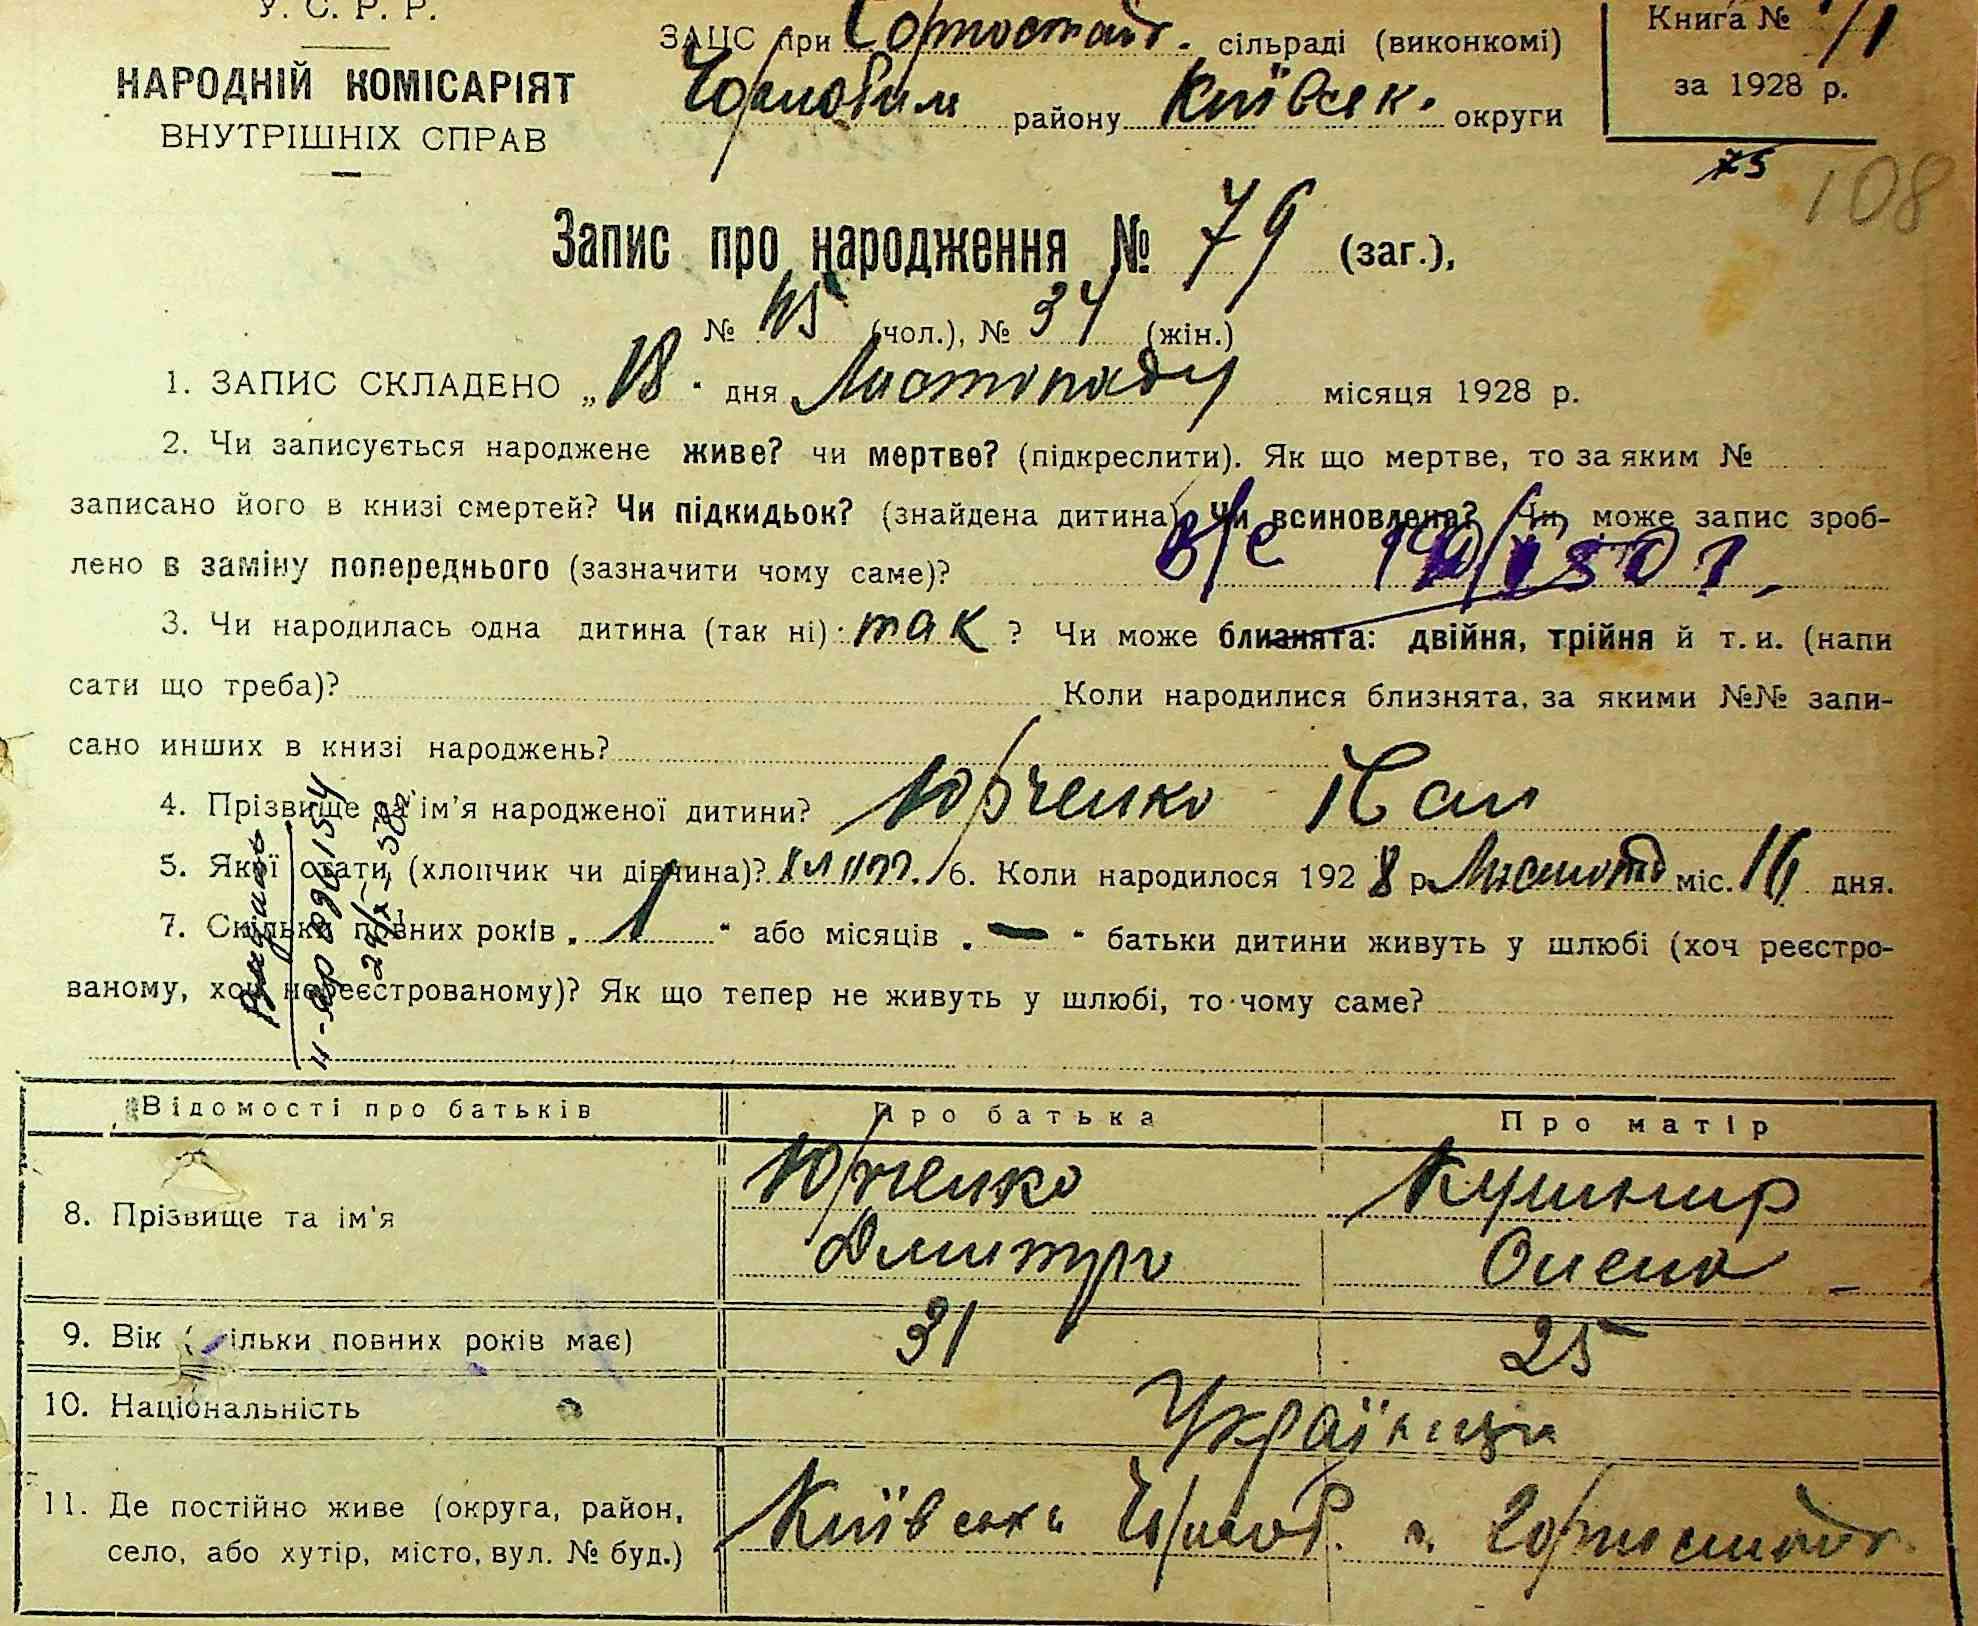 У. С. Р. Р.
НАРОДНІЙ КОМІСАРІЯТ
ВНУТРІШНІХ СПРАВ
ЗАЦС при Горностайп. сільраді (виконкомі)
Чорнобил району Київськ. округи
Книга №
за 1928 р.
75
108
Запис про народження № 79 (заг.),
№ 45 (чол.), № 34 (жін.)
1. ЗАПИС СКЛАДЕНО „18" дня Листопаду місяця 1928 р.
2. Чи записується народжене живе? чи мертве? (підкреслити). Як що мертве, то за яким №
записано його в книзі смертей? Чи підкидьок? (знайдена дитина) Чи всиновлена? Чи може запис зроб-
лено в заміну попереднього (зазначити чому саме)?
3. Чи народилась одна дитина (так ні) так ? Чи може близнята: двійня, трійня й т. и. (напи
сати що треба)? Коли народилися близнята, за якими №№ запи-
сано инших в книзі народжень?
4. Прізвище та ім'я народженої дитини? Юрченко
5. Якої стати (хлопчик чи дівчина)? хлопч. 6. Коли народилося 1928 р Листопад міс. 16 дня.
7. Скільки повних років „ 1 " або місяців „ — " батьки дитини живуть у шлюбі (хоч реєстро-
ваному, хоч нереєстрованому)? Як що тепер не живуть у шлюбі, то чому саме?
Відомості про батьків Про батька Про матір
8. Прізвище та ім'я Юрченко Дмитро Кушнир Олена
9. Вік (скільки повних років має) 31 25
10. Національність Українці
11. Де постійно живе (округа, район, Київська Чорноб. с. Горностайп.
село, або хутір, місто, вул. № буд.)